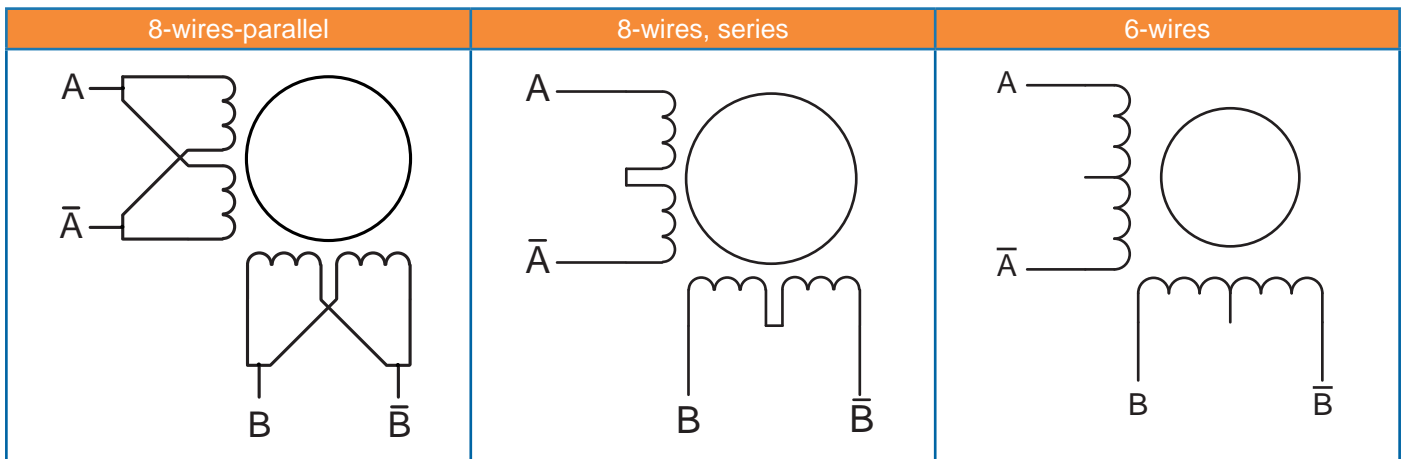 8-wires-parallel
8-wires, series
6-wires
A
A̅
B
B̅
A
A̅
B
B̅
A
A̅
B
B̅